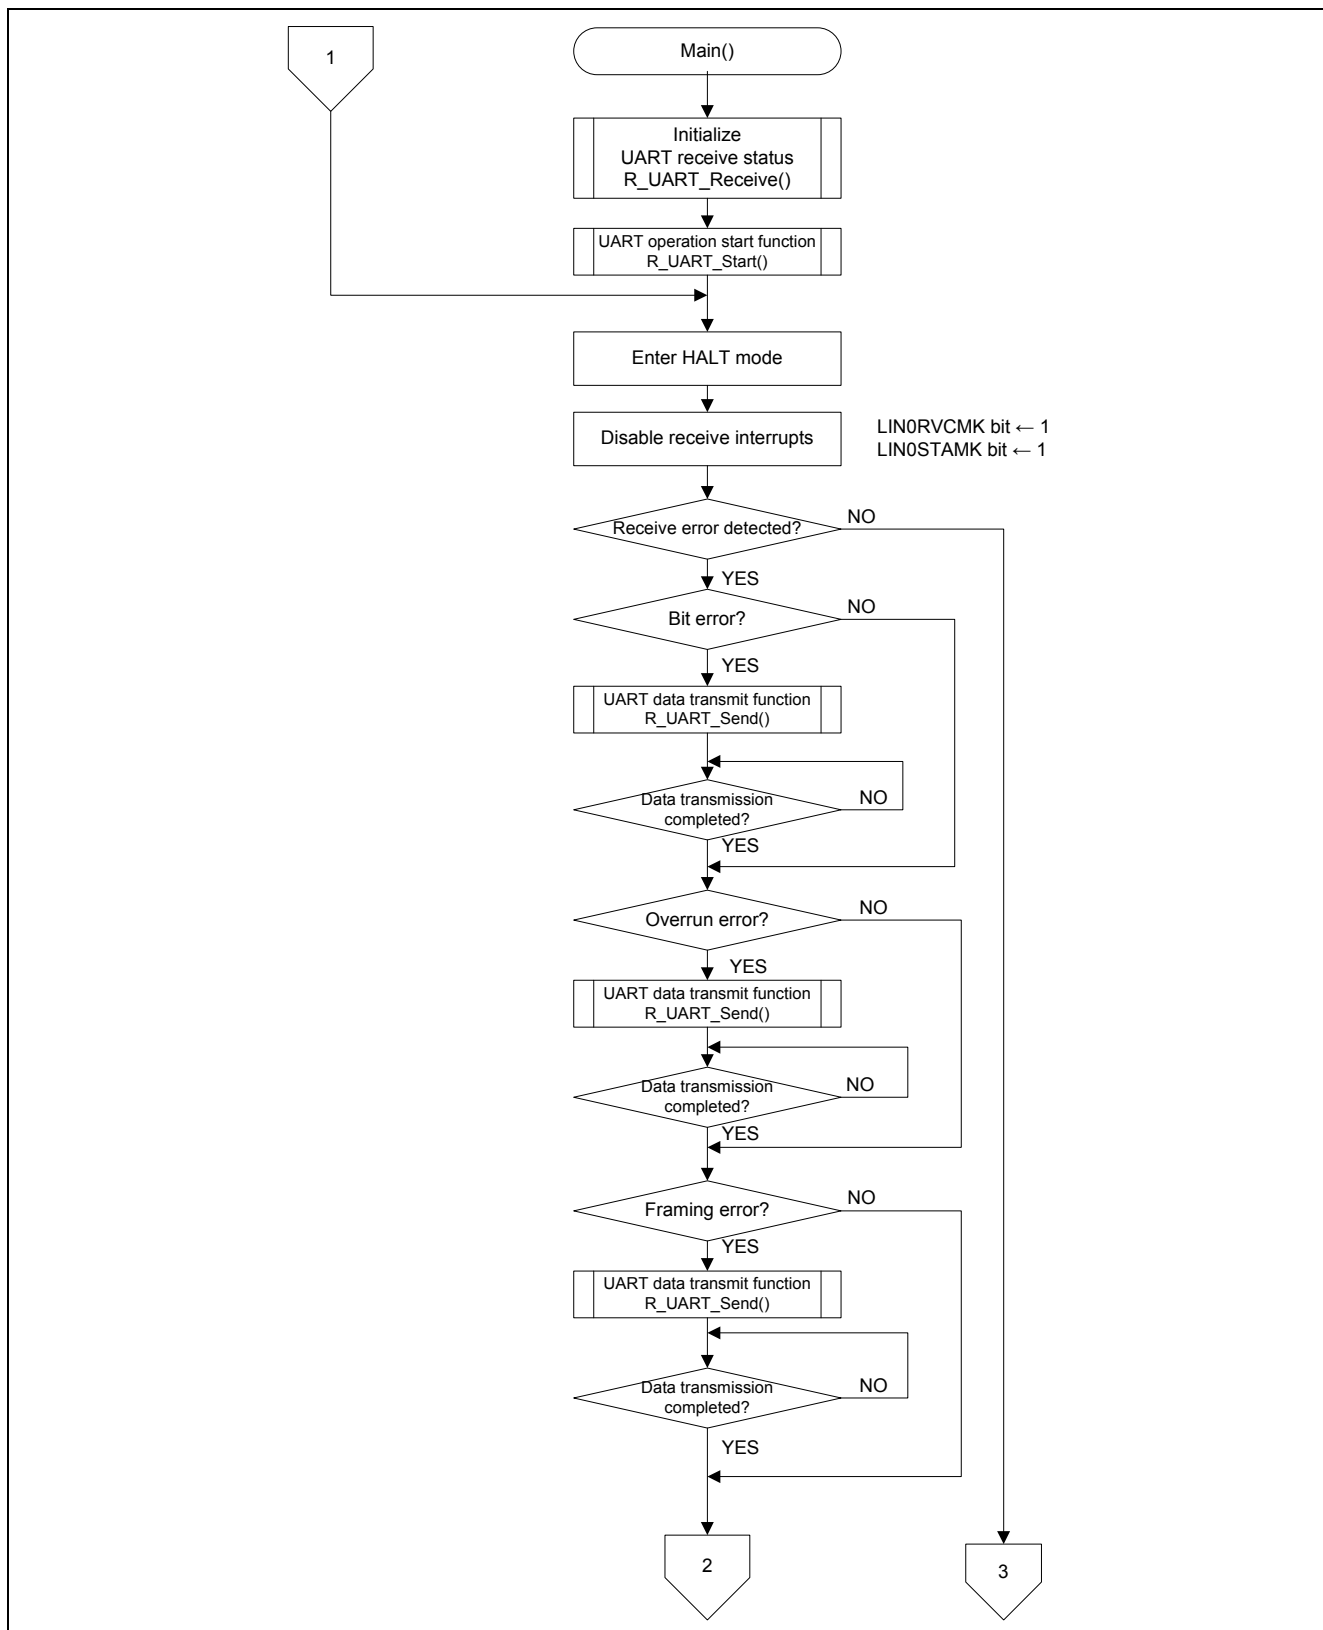 1
Main()
Initialize
UART receive status
R_UART_Receive()
UART operation start function
R_UART_Start()
Enter HALT mode
Disable receive interrupts
LIN0RVCMK bit ← 1
LIN0STAMK bit ← 1
Receive error detected?
NO
YES
Bit error?
NO
YES
UART data transmit function
R_UART_Send()
Data transmission
completed?
NO
YES
Overrun error?
NO
YES
UART data transmit function
R_UART_Send()
Data transmission
completed?
NO
YES
Framing error?
NO
YES
UART data transmit function
R_UART_Send()
Data transmission
completed?
NO
YES
2
3